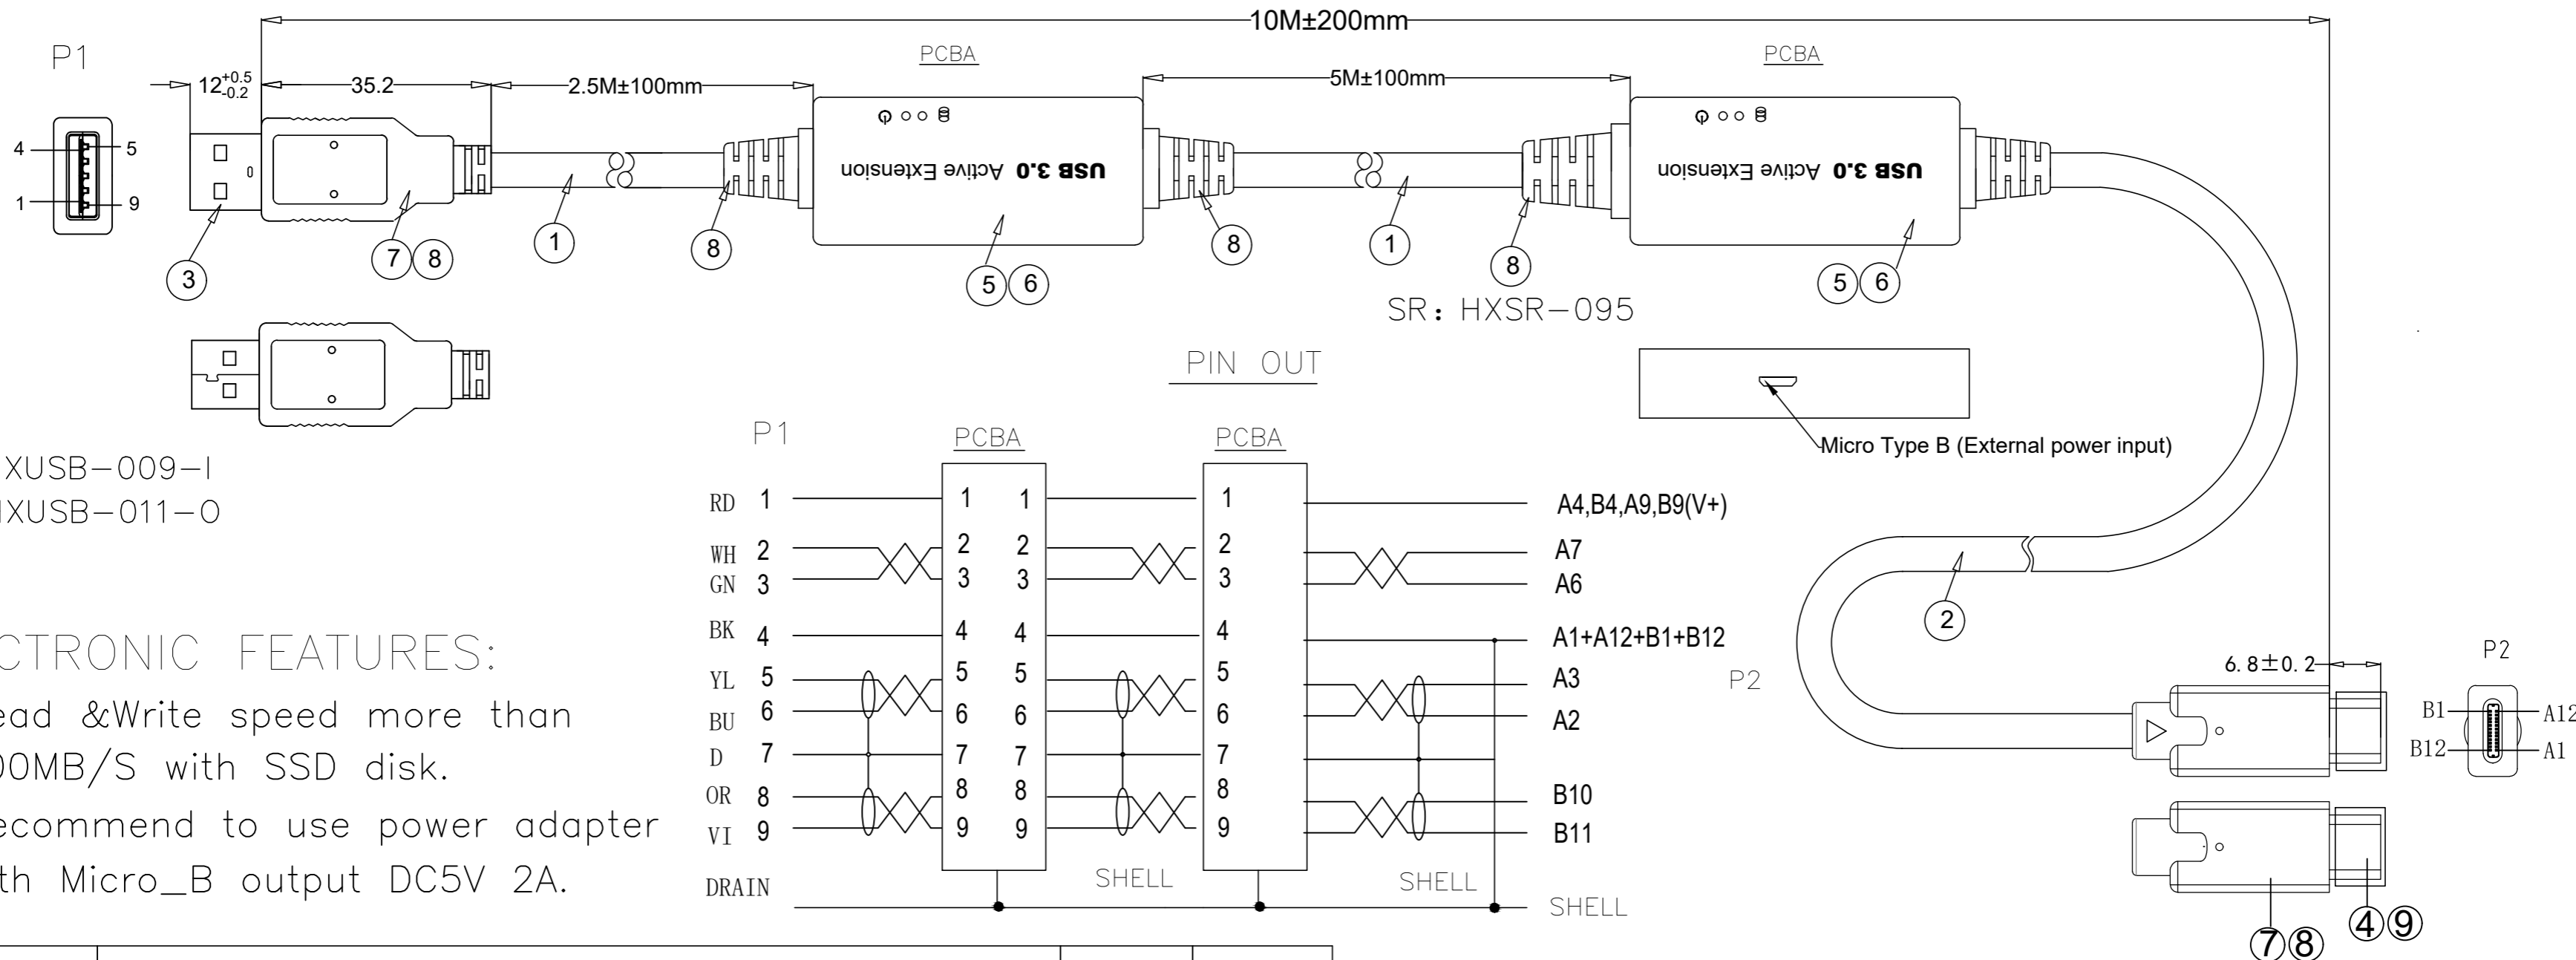 10M±200mm
P1
PCBA
PCBA
12 +0.5 -0.2
35.2
2.5M±100mm
5M±100mm
4
5
1
9
USB 3.0 Active Extension
USB 3.0 Active Extension
3
7 8
1
8
5 6
8
1
8
5 6
SR: HXSR-095
PIN OUT
Micro Type B (External power input)
XUSB-009-I
HXUSB-011-O
P1
PCBA
PCBA
RD 1 1 1 1 A4,B4,A9,B9(V+)
WH 2 2 2 2 A7
GN 3 3 3 3 A6
BK 4 4 4 4 A1+A12+B1+B12
YL 5 5 5 5 A3
BU 6 6 6 6 A2
D 7 7 7 7
OR 8 8 8 8 B10
VI 9 9 9 9 B11
SHELL
SHELL
DRAIN
SHELL
CTRONIC FEATURES:
ead &Write speed more than
00MB/S with SSD disk.
ecommend to use power adapter
th Micro_B output DC5V 2A.
2
P2
6.8±0.2
P2
B1
A12
B12
A1
7 8
4 9